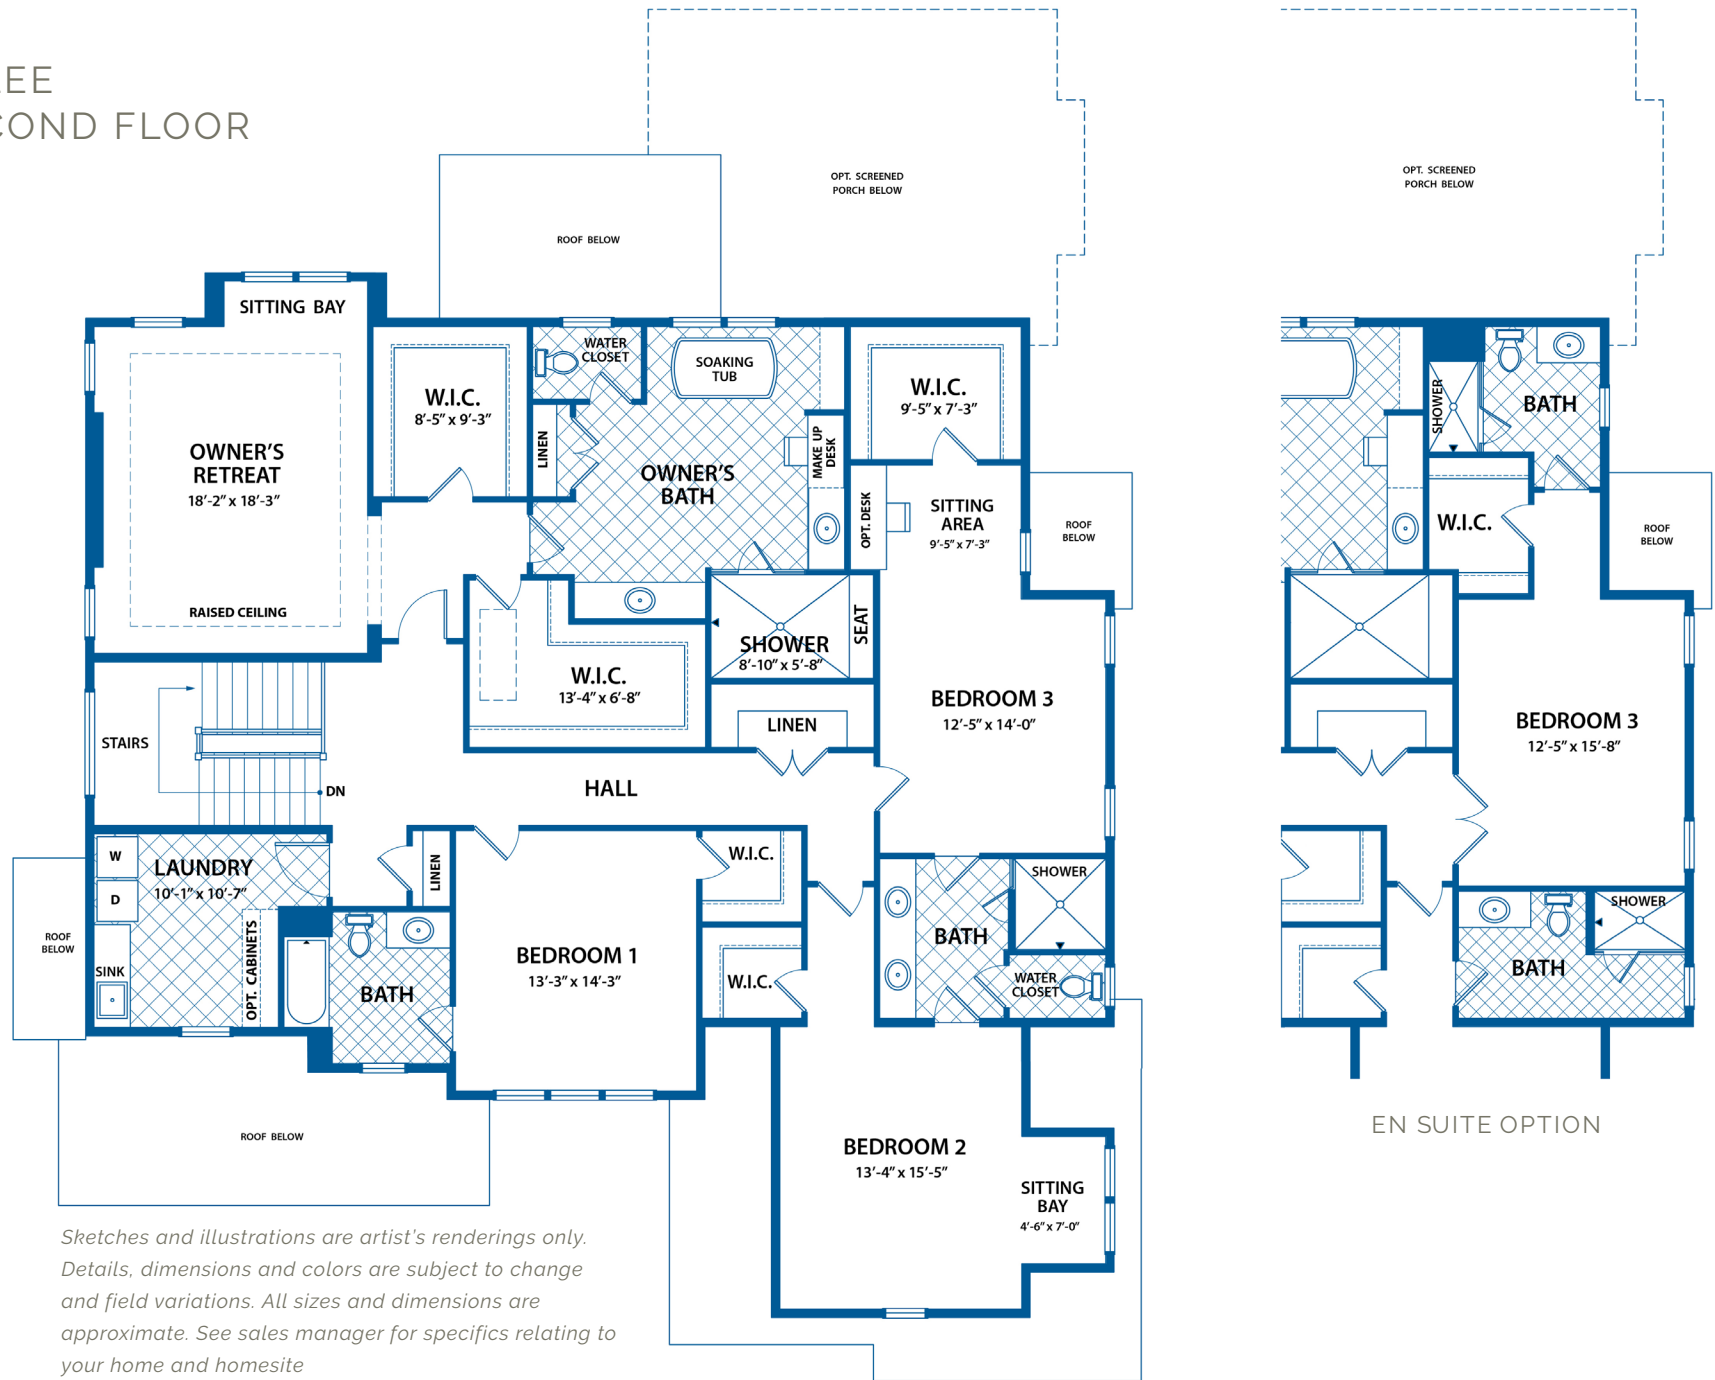 EE
COND FLOOR
OPT. SCREENED
PORCH BELOW
ROOF BELOW
SITTING BAY
OWNER'S
RETREAT
18'-2" x 18'-3"
RAISED CEILING
W.I.C.
8'-5" x 9'-3"
WATER
CLOSET
SOAKING
TUB
LINEN
OWNER'S
BATH
MAKE UP
DESK
W.I.C.
9'-5" x 7'-3"
OPT. DESK
SITTING
AREA
9'-5" x 7'-3"
ROOF
BELOW
W.I.C.
13'-4" x 6'-8"
SHOWER
8'-10" x 5'-8"
SEAT
LINEN
BEDROOM 3
12'-5" x 14'-0"
STAIRS
DN
HALL
W
D
LAUNDRY
10'-1" x 10'-7"
SINK
OPT. CABINETS
ROOF
BELOW
LINEN
BATH
BEDROOM 1
13'-3" x 14'-3"
W.I.C.
W.I.C.
BATH
SHOWER
WATER
CLOSET
ROOF BELOW
BEDROOM 2
13'-4" x 15'-5"
SITTING
BAY
4'-6" x 7'-0"
OPT. SCREENED
PORCH BELOW
SHOWER
BATH
W.I.C.
ROOF
BELOW
BEDROOM 3
12'-5" x 15'-8"
BATH
SHOWER
EN SUITE OPTION
Sketches and illustrations are artist's renderings only.
Details, dimensions and colors are subject to change
and field variations. All sizes and dimensions are
approximate. See sales manager for specifics relating to
your home and homesite